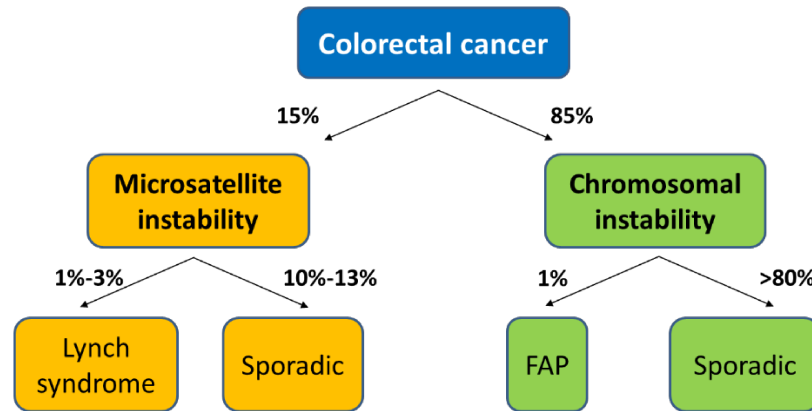 Colorectal cancer
15%
85%
Microsatellite
instability
Chromosomal
instability
1%-3%
10%-13%
1%
>80%
Lynch
syndrome
Sporadic
FAP
Sporadic